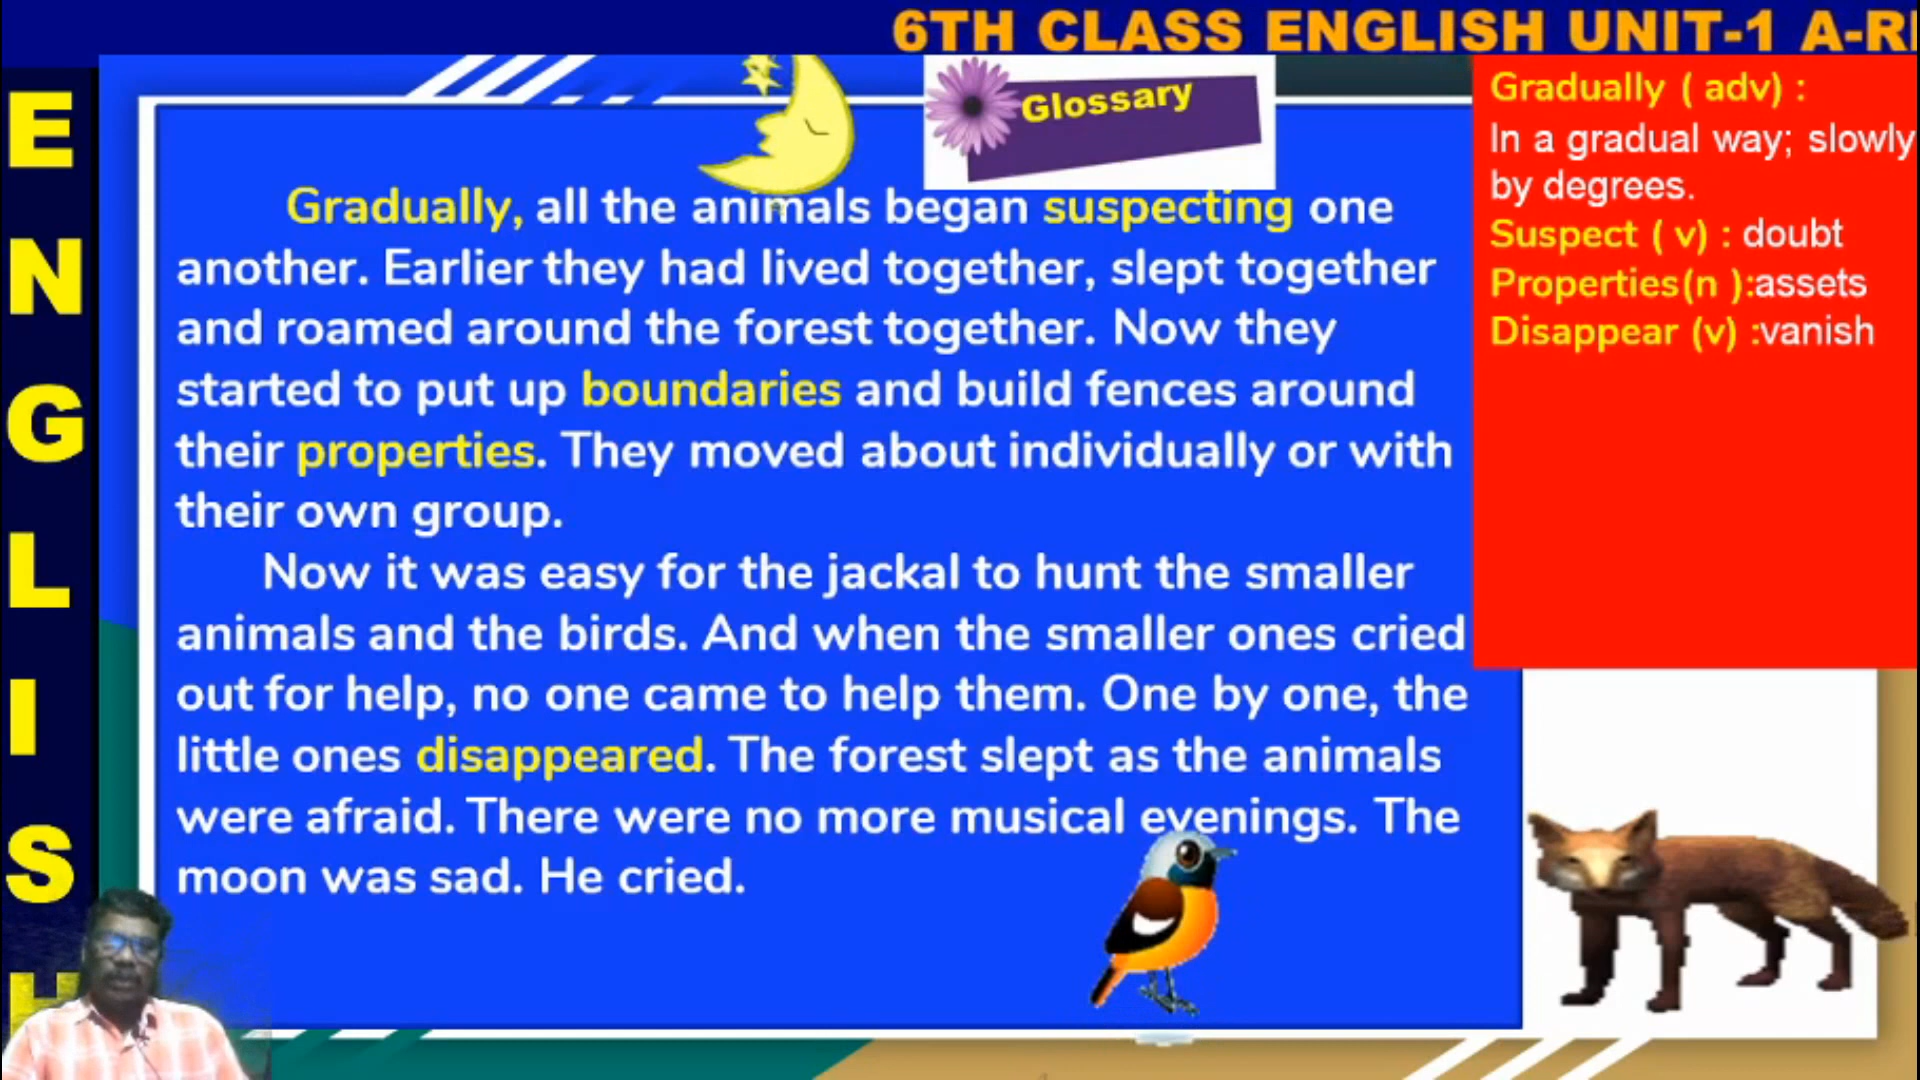 6TH CLASS ENGLISH UNIT-1 A-R
ENGLISH
Glossary
Gradually, all the animals began suspecting one
another. Earlier they had lived together, slept together
and roamed around the forest together. Now they
started to put up boundaries and build fences around
their properties. They moved about individually or with
their own group.
Now it was easy for the jackal to hunt the smaller
animals and the birds. And when the smaller ones cried
out for help, no one came to help them. One by one, the
little ones disappeared. The forest slept as the animals
were afraid. There were no more musical evenings. The
moon was sad. He cried.
Gradually ( adv) :
In a gradual way; slowly
by degrees.
Suspect ( v) : doubt
Properties(n ):assets
Disappear (v) :vanish